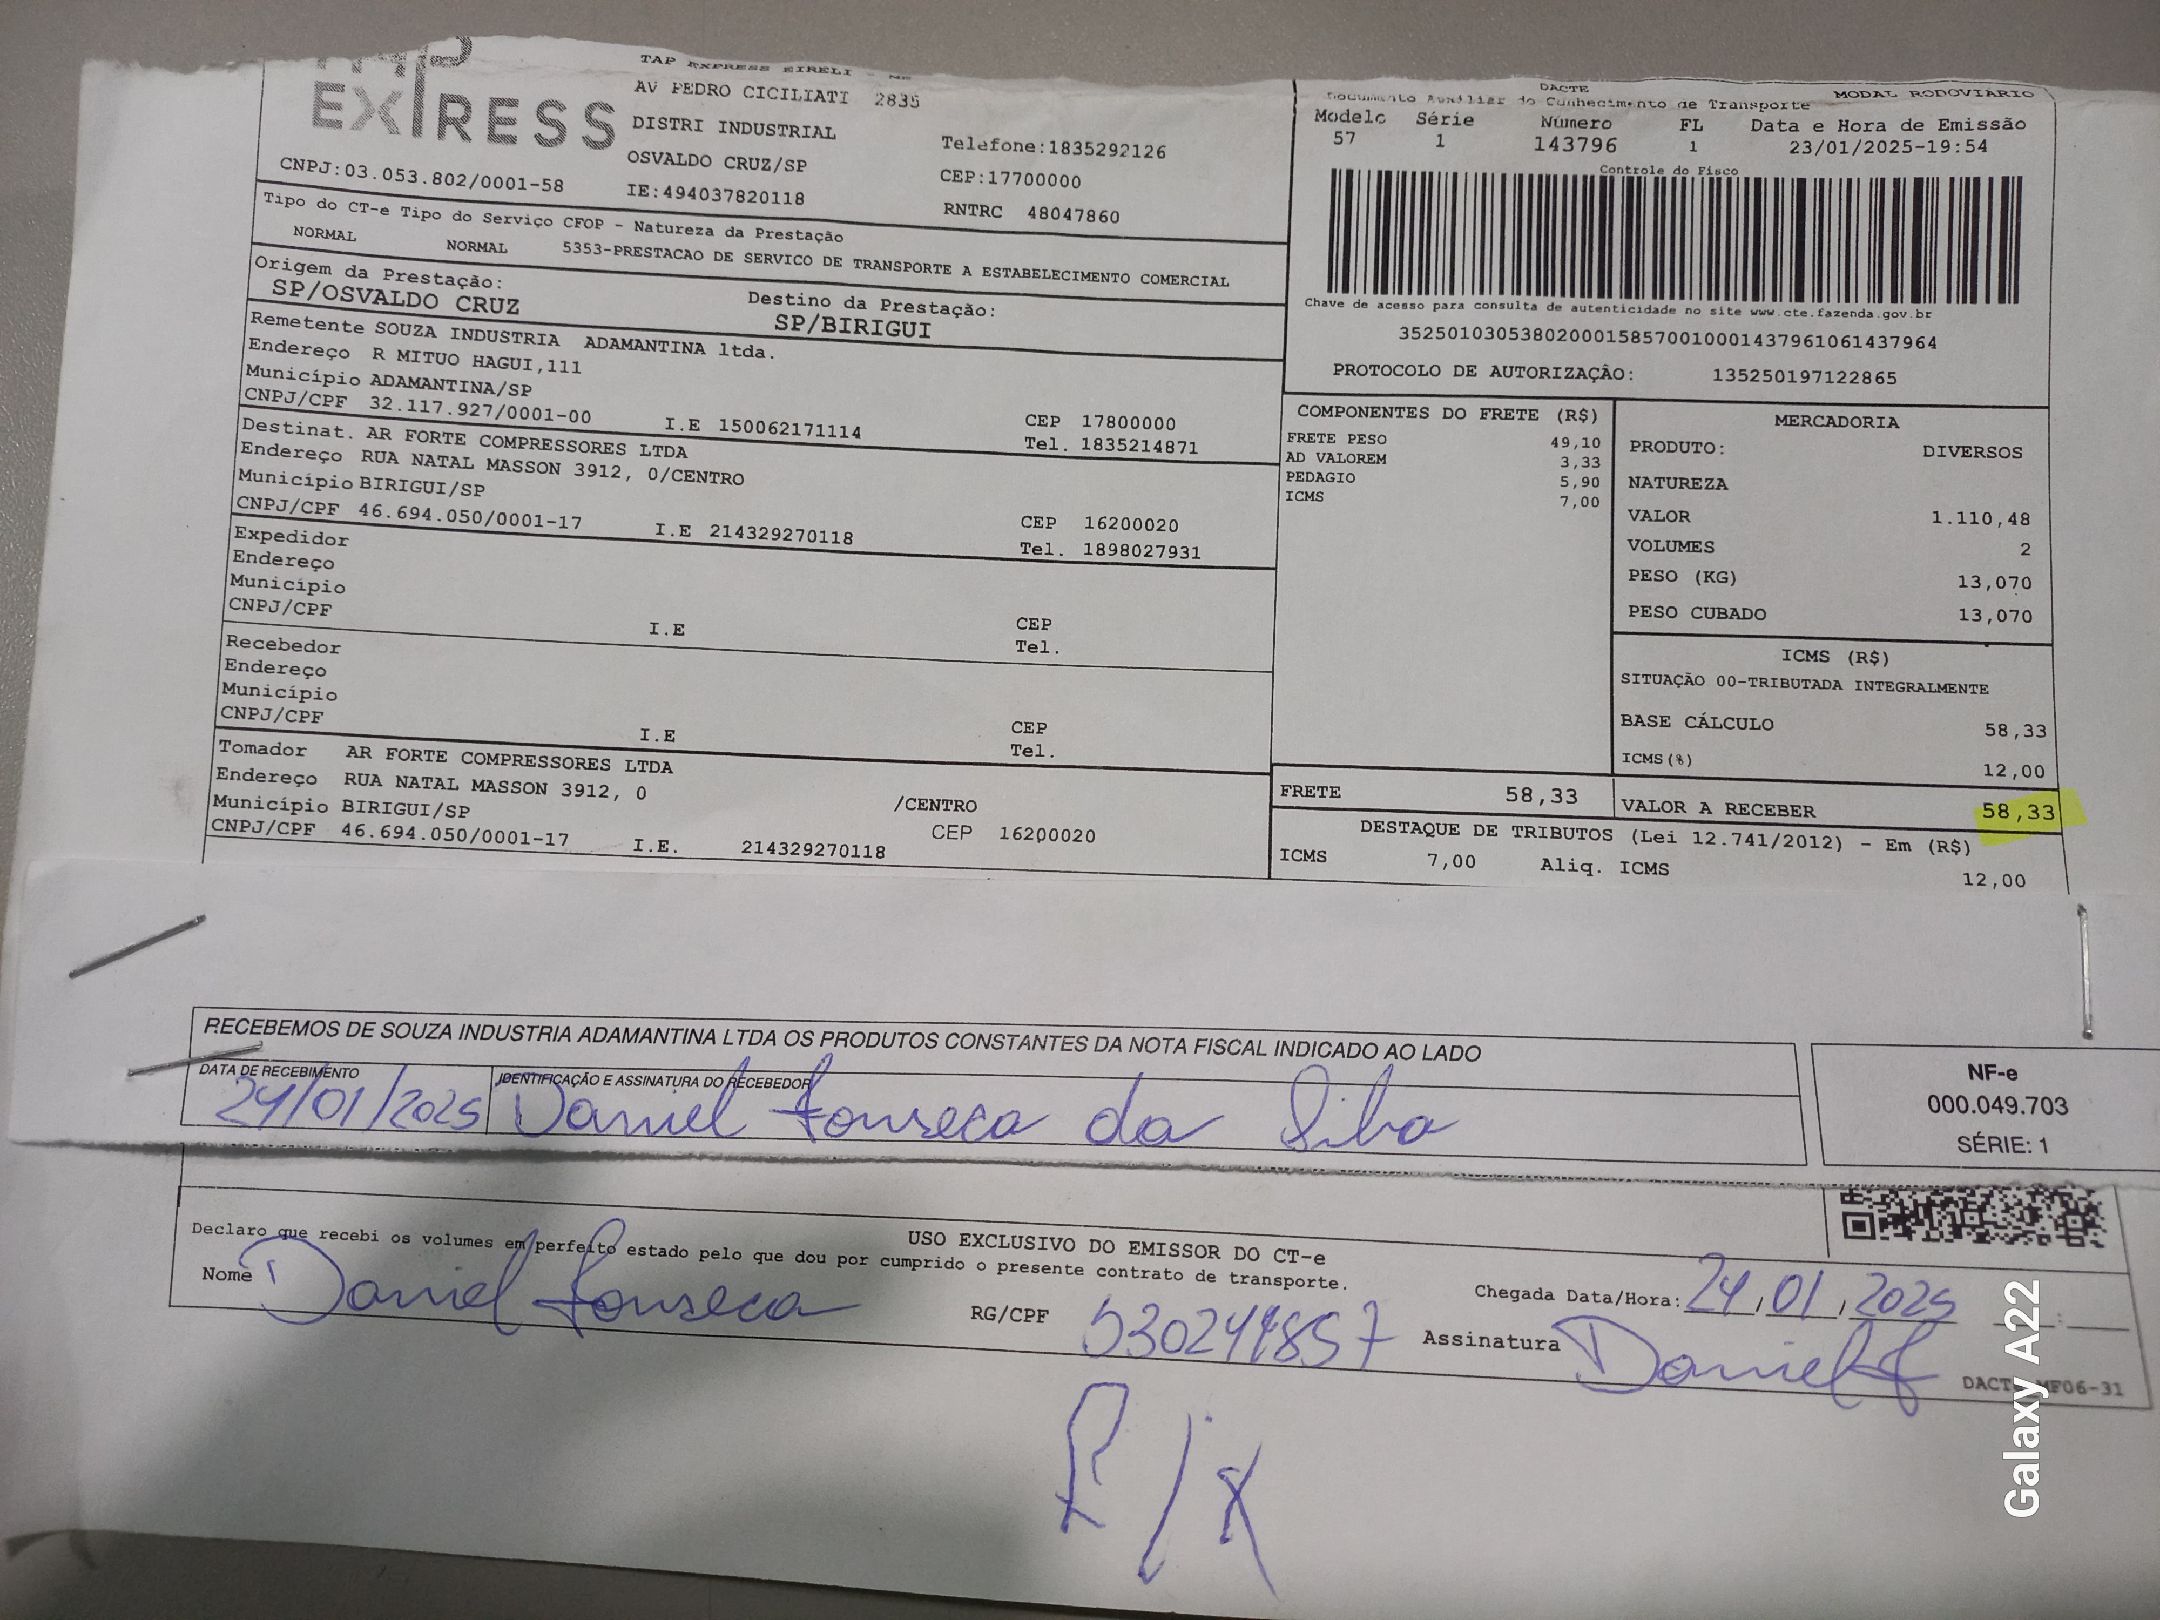 EXPRESS
TAP EXPRESS EIRELI - ME
AV PEDRO CICILIATI 2835
DISTRI INDUSTRIAL
OSVALDO CRUZ/SP
Telefone:1835292126
CEP:17700000
CNPJ:03.053.802/0001-58
IE:494037820118
RNTRC 48047860
Tipo do CT-e Tipo do Serviço CFOP - Natureza da Prestação
NORMAL NORMAL 5353-PRESTACAO DE SERVICO DE TRANSPORTE A ESTABELECIMENTO COMERCIAL
Origem da Prestação:
SP/OSVALDO CRUZ
Destino da Prestação:
SP/BIRIGUI
Remetente SOUZA INDUSTRIA ADAMANTINA ltda.
Endereço R MITUO HAGUI,111
Município ADAMANTINA/SP
CNPJ/CPF 32.117.927/0001-00 I.E 150062171114
CEP 17800000
Tel. 1835214871
Destinat. AR FORTE COMPRESSORES LTDA
Endereço RUA NATAL MASSON 3912, 0/CENTRO
Município BIRIGUI/SP
CNPJ/CPF 46.694.050/0001-17 I.E 214329270118
CEP 16200020
Tel. 1898027931
Expedidor
Endereço
Município
CNPJ/CPF
I.E
CEP
Tel.
Recebedor
Endereço
Município
CNPJ/CPF
I.E
CEP
Tel.
Tomador AR FORTE COMPRESSORES LTDA
Endereço RUA NATAL MASSON 3912, 0 /CENTRO
Município BIRIGUI/SP
CNPJ/CPF 46.694.050/0001-17 I.E. 214329270118
CEP 16200020
DACTE
Documento Auxiliar do Conhecimento de Transporte
MODAL RODOVIARIO
Modelo Série Número FL Data e Hora de Emissão
57 1 143796 1 23/01/2025-19:54
Controle do Fisco
Chave de acesso para consulta de autenticidade no site www.cte.fazenda.gov.br
35250103053802000158570010001437961061437964
PROTOCOLO DE AUTORIZAÇÃO: 135250197122865
COMPONENTES DO FRETE (R$)
FRETE PESO 49,10
AD VALOREM 3,33
PEDAGIO 5,90
ICMS 7,00
MERCADORIA
PRODUTO: DIVERSOS
NATUREZA
VALOR 1.110,48
VOLUMES 2
PESO (KG) 13,070
PESO CUBADO 13,070
ICMS (R$)
SITUAÇÃO 00-TRIBUTADA INTEGRALMENTE
BASE CÁLCULO 58,33
ICMS(%) 12,00
FRETE 58,33
VALOR A RECEBER 58,33
DESTAQUE DE TRIBUTOS (Lei 12.741/2012) - Em (R$)
ICMS 7,00 Aliq. ICMS 12,00
RECEBEMOS DE SOUZA INDUSTRIA ADAMANTINA LTDA OS PRODUTOS CONSTANTES DA NOTA FISCAL INDICADO AO LADO
DATA DE RECEBIMENTO
24/01/2025
IDENTIFICAÇÃO E ASSINATURA DO RECEBEDOR
Daniel Fonseca da Silva
NF-e
000.049.703
SÉRIE: 1
USO EXCLUSIVO DO EMISSOR DO CT-e
Declaro que recebi os volumes em perfeito estado pelo que dou por cumprido o presente contrato de transporte.
Nome Daniel Fonseca
RG/CPF
Chegada Data/Hora: 24/01/2025 :
Assinatura Daniel F
MF06-31
Pix
Galaxy A22